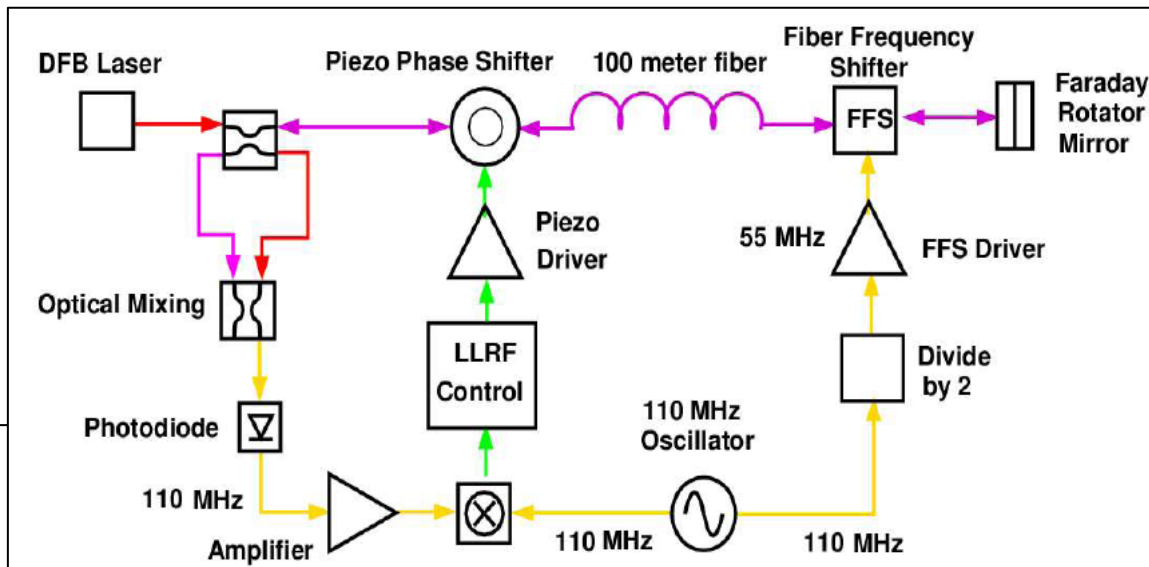 DFB Laser
Piezo Phase Shifter
100 meter fiber
Fiber Frequency
Shifter
FFS
Faraday
Rotator
Mirror
Piezo
Driver
55 MHz
FFS Driver
Optical Mixing
LLRF
Control
Divide
by 2
Photodiode
110 MHz
Oscillator
110 MHz
Amplifier
110 MHz
110 MHz